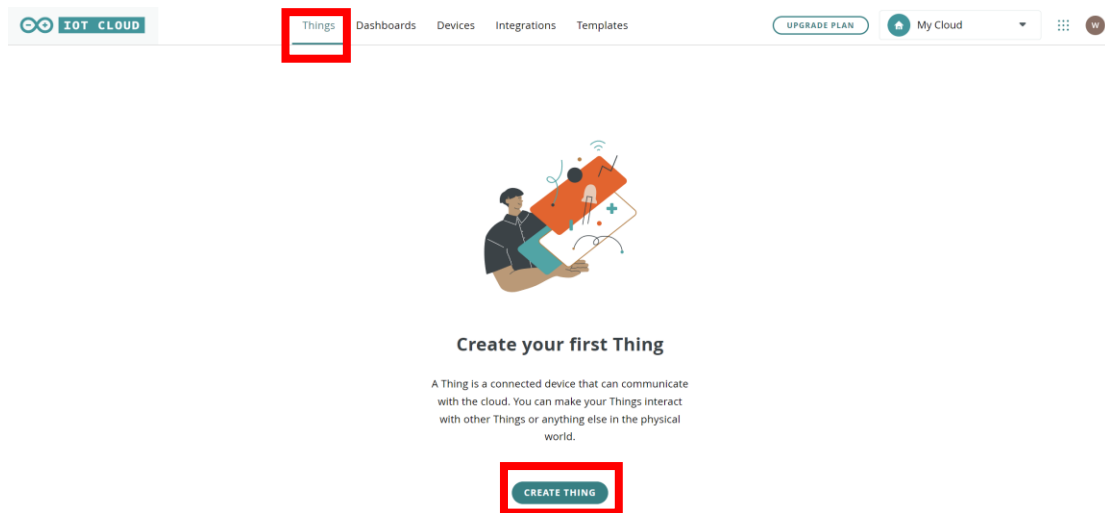 IOT CLOUD Things Dashboards Devices Integrations Templates UPGRADE PLAN My Cloud W
Create your first Thing
A Thing is a connected device that can communicate
with the cloud. You can make your Things interact
with other Things or anything else in the physical
world.
CREATE THING